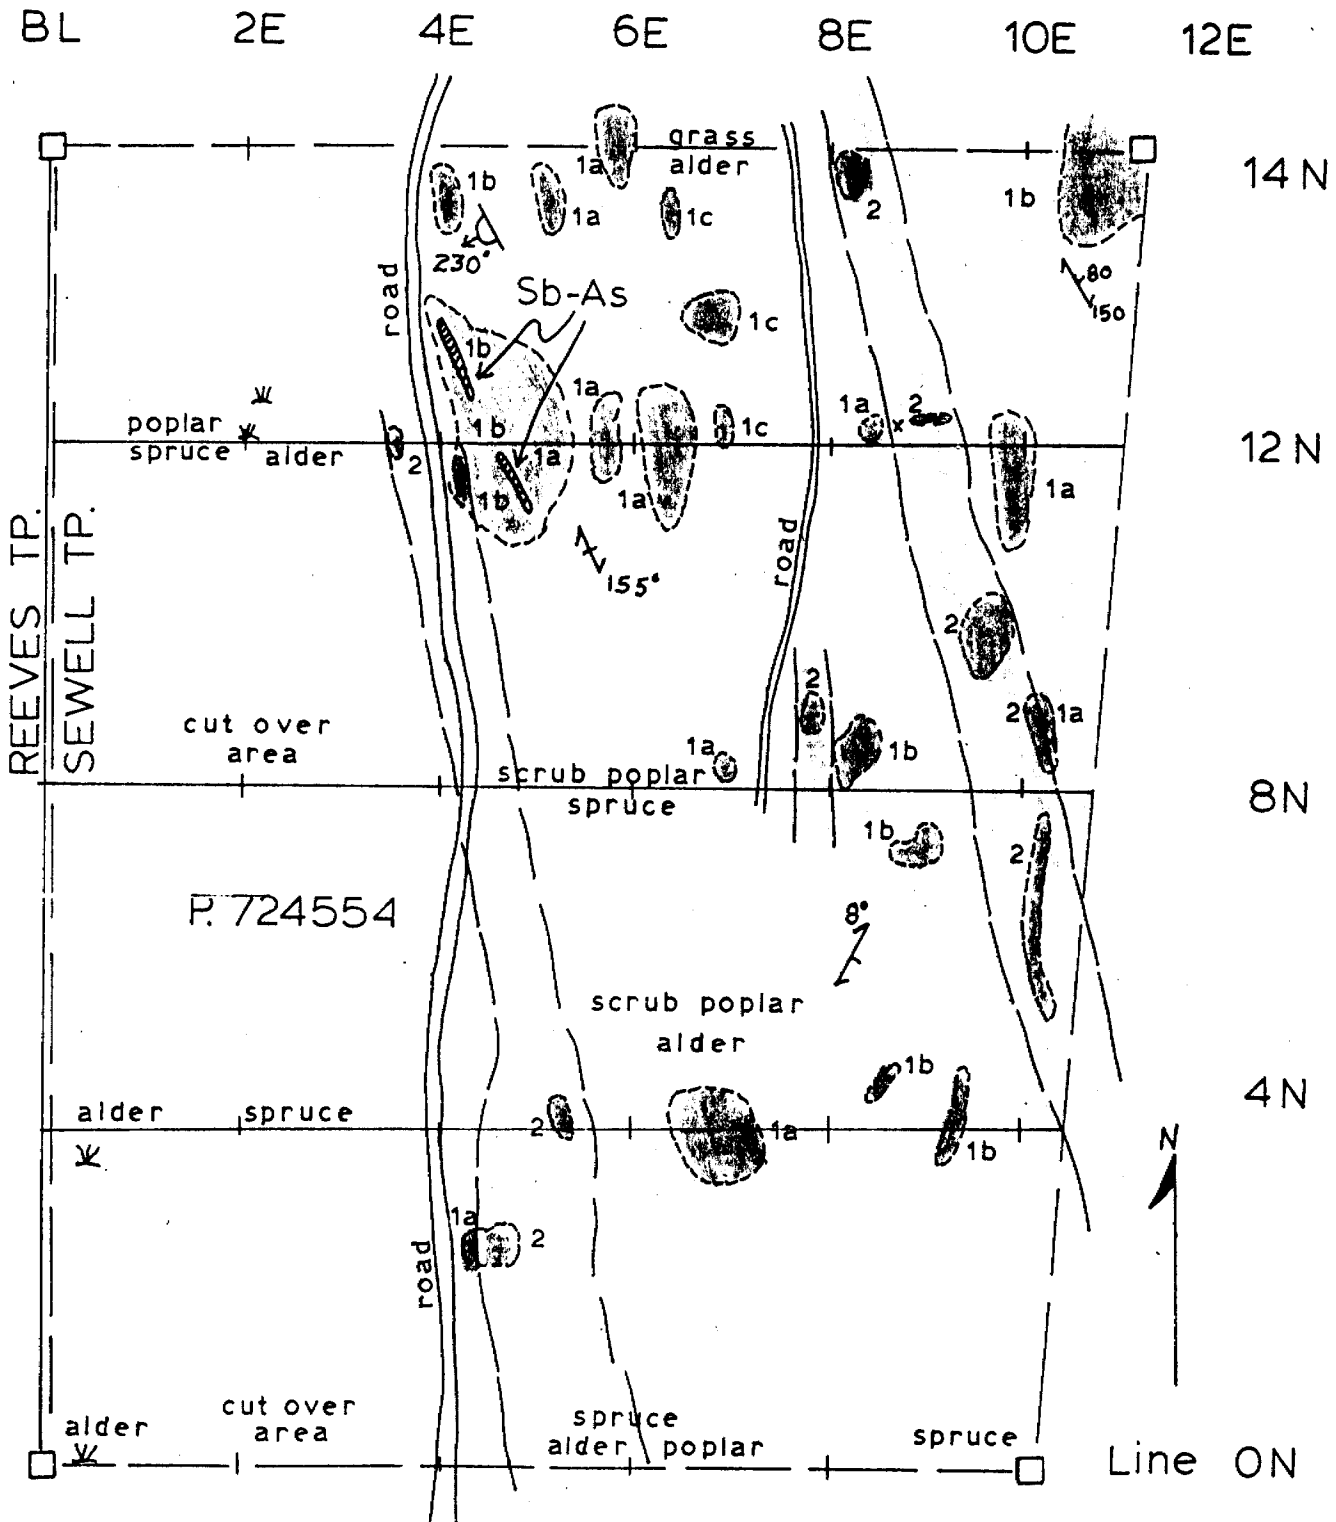 BL 2E 4E 6E 8E 10E 12E
grass
1a alder
14N
1b 1a 1c 2 1b
230°
road
Sb-As
80
150
1b 1c
1a 1a 2
poplar
spruce alder
2 1b 1a 1c
12N
1b 1a 1a
REEVES TP.
SEWELL TP.
155°
road
2
2
2 1a
cut over
area
1a 1b
scrub poplar
spruce
8N
1b 2
P. 724554
8°
scrub poplar
alder
1b
4N
alder spruce
2 1a
1b
N
1a 2
road
cut over
area
alder
spruce
alder poplar
spruce
Line 0N